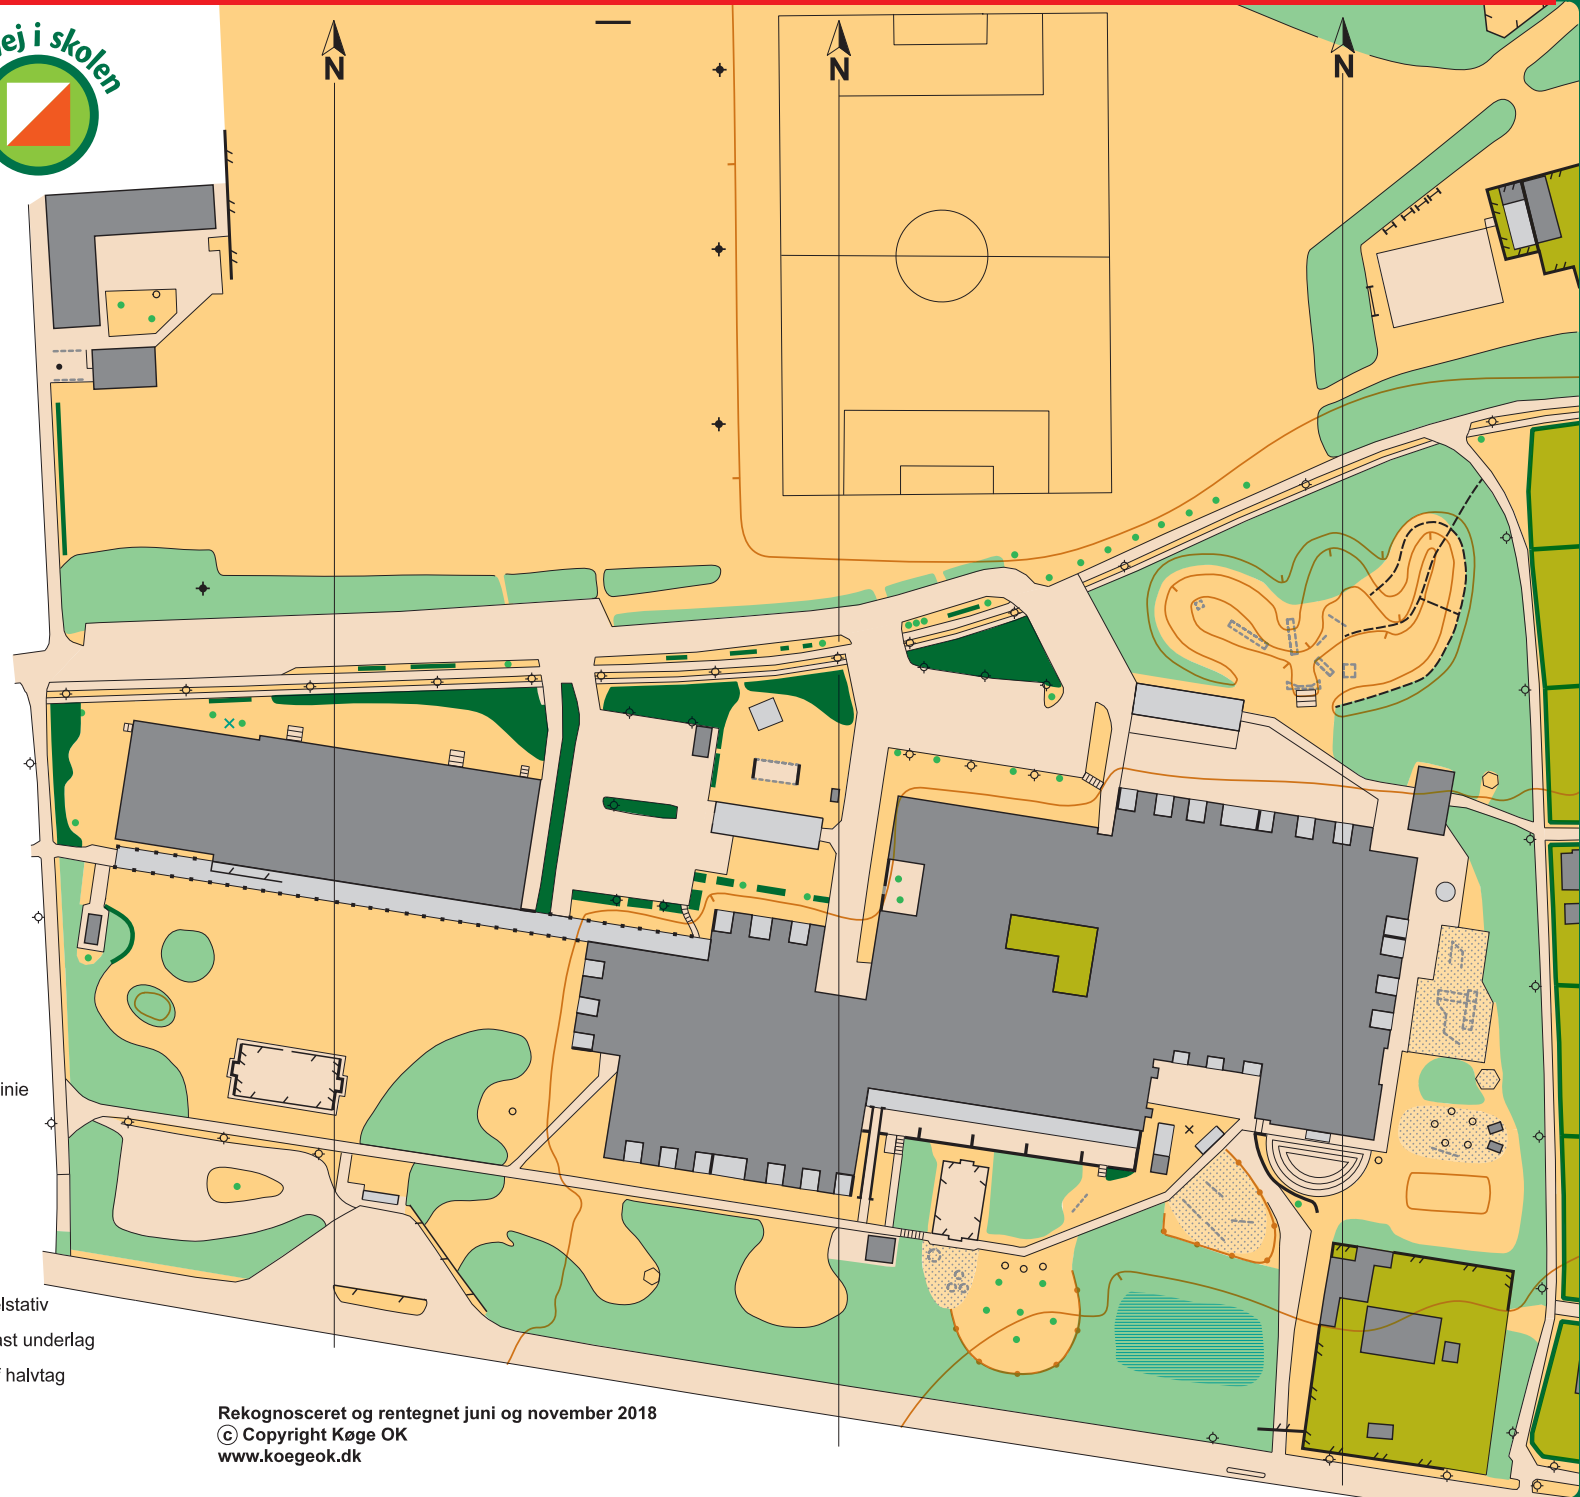 ej i skolen
N
N
N
inie
elstativ
ast underlag
f halvtag
Rekognosceret og rentegnet juni og november 2018
© Copyright Køge OK
www.koegeok.dk